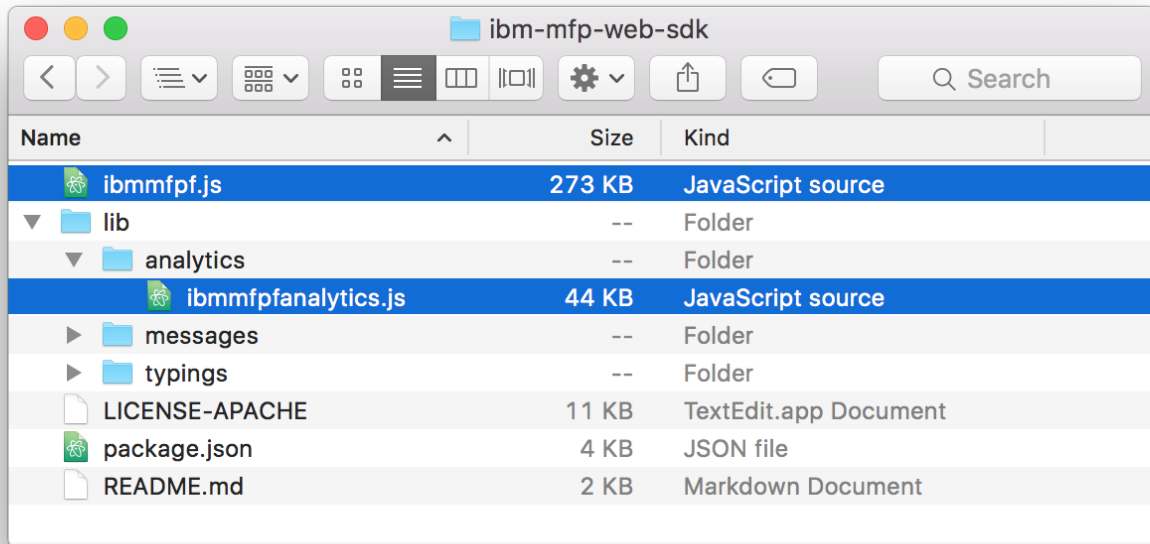 ibm-mfp-web-sdk
Search
Name Size Kind
ibmmfpf.js 273 KB JavaScript source
lib -- Folder
analytics -- Folder
ibmmfpfanalytics.js 44 KB JavaScript source
messages -- Folder
typings -- Folder
LICENSE-APACHE 11 KB TextEdit.app Document
package.json 4 KB JSON file
README.md 2 KB Markdown Document